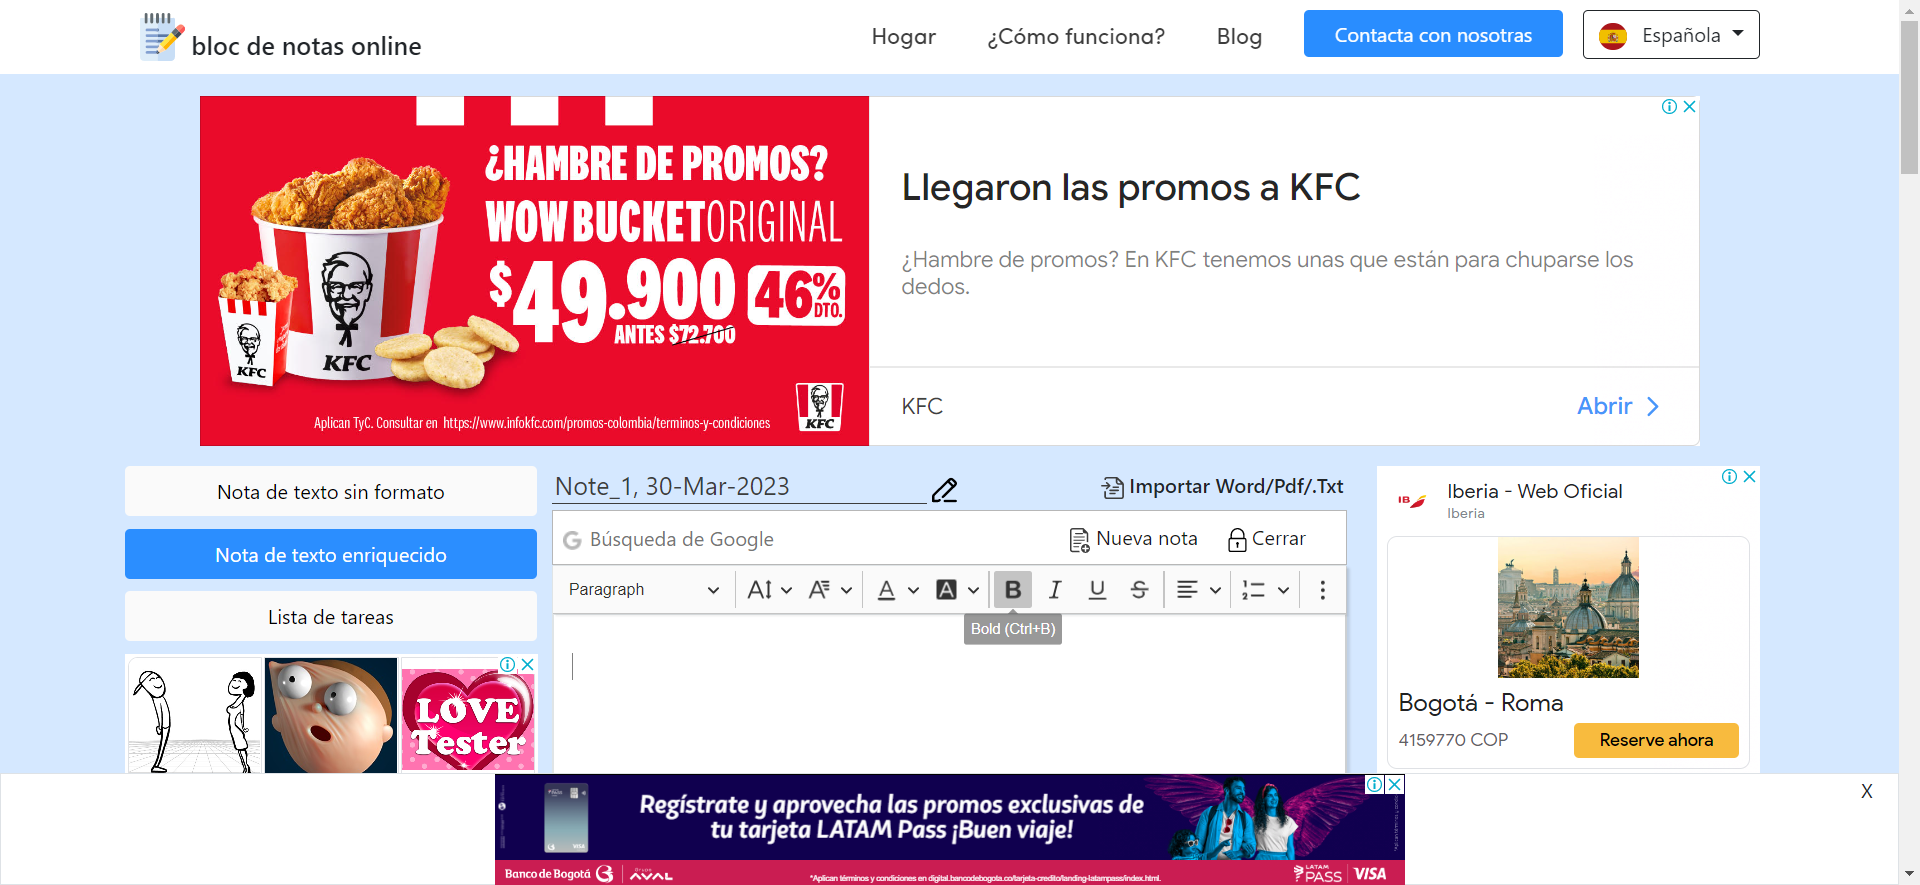 bloc de notas online
Hogar
¿Cómo funciona?
Blog
Contacta con nosotras
Española
¿HAMBRE DE PROMOS?
WOW BUCKET ORIGINAL
$49.900
46% DTO.
ANTES $72.700
KFC
KFC
Aplican TyC. Consultar en https://www.infokfc.com/promos-colombia/terminos-y-condiciones
KFC
Llegaron las promos a KFC
¿Hambre de promos? En KFC tenemos unas que están para chuparse los
dedos.
KFC
Abrir
Nota de texto sin formato
Nota de texto enriquecido
Lista de tareas
Note_1, 30-Mar-2023
Importar Word/Pdf/.Txt
G Búsqueda de Google
Nueva nota
Cerrar
Paragraph
B I U S
Bold (Ctrl+B)
LOVE
Tester
IB
Iberia - Web Oficial
Iberia
Bogotá - Roma
4159770 COP
Reserve ahora
Regístrate y aprovecha las promos exclusivas de
tu tarjeta LATAM Pass ¡Buen viaje!
Banco de Bogotá
Grupo
AVAL
*Aplican términos y condiciones en digital.bancodebogota.co/tarjeta-credito/landing-latampass/index.html.
LATAM
PASS
VISA
VISA
X